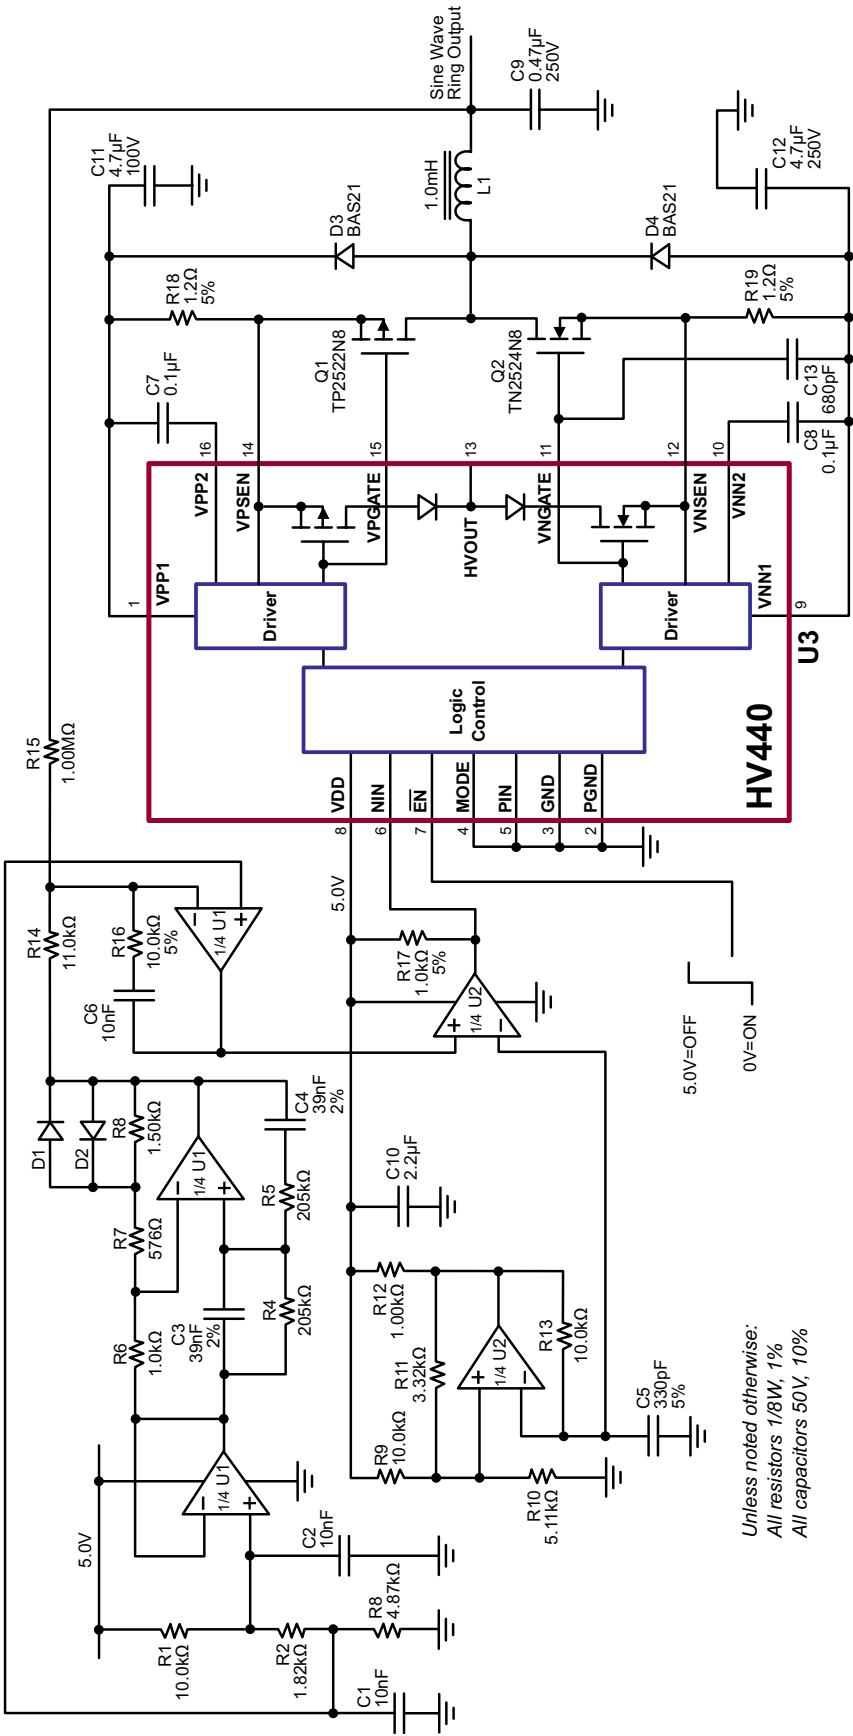 5.0V
R1
10.0kΩ
R2
1.82kΩ
R8
4.87kΩ
C1
10nF
C2
10nF
1/4 U1
R6
1.0kΩ
C3
39nF
2%
R4
205kΩ
R7
576Ω
D1
D2
R8
1.50kΩ
1/4 U1
R5
205kΩ
C4
39nF
2%
R14
11.0kΩ
R15
1.00MΩ
C6
10nF
R16
10.0kΩ
5%
1/4 U1
R9
10.0kΩ
R10
5.11kΩ
R11
3.32kΩ
R12
1.00kΩ
1/4 U2
R13
10.0kΩ
C5
330pF
5%
C10
2.2µF
5.0V
R17
1.0kΩ
5%
1/4 U2
5.0V=OFF
0V=ON
8
VDD
6
NIN
7
EN
4
MODE
5
PIN
3
GND
2
PGND
Logic
Control
HV440
U3
Driver
Driver
1
VPP1
VPP2
16
VPSEN
14
VPGATE
15
HVOUT
13
VNGATE
11
VNSEN
12
VNN2
10
VNN1
9
C7
0.1µF
R18
1.2Ω
5%
C11
4.7µF
100V
Q1
TP2522N8
D3
BAS21
Q2
TN2524N8
D4
BAS21
1.0mH
L1
Sine Wave
Ring Output
C9
0.47µF
250V
C8
0.1µF
C13
680pF
R19
1.2Ω
5%
C12
4.7µF
250V
Unless noted otherwise:
All resistors 1/8W, 1%
All capacitors 50V, 10%